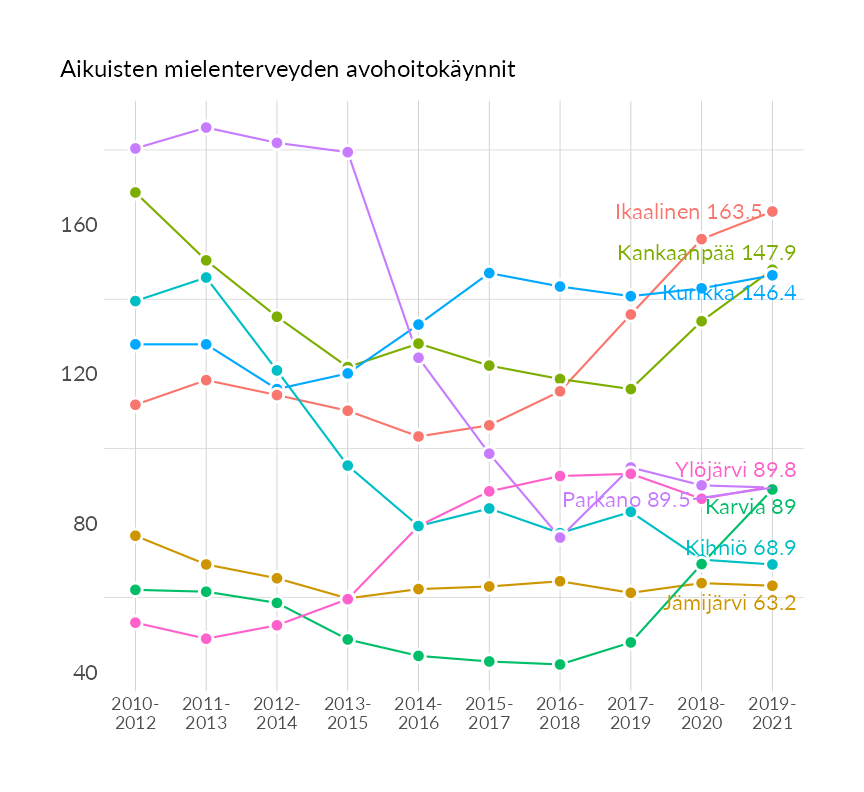 Aikuisten mielenterveyden avohoitokäynnit
160
120
80
40
Ikaalinen 163.5
Kankaanpää 147.9
Kurikka 146.4
Ylöjärvi 89.8
Parkano 89.5
Karvia 89
Kihniö 68.9
Jämijärvi 63.2
2010-
2012
2011-
2013
2012-
2014
2013-
2015
2014-
2016
2015-
2017
2016-
2018
2017-
2019
2018-
2020
2019-
2021